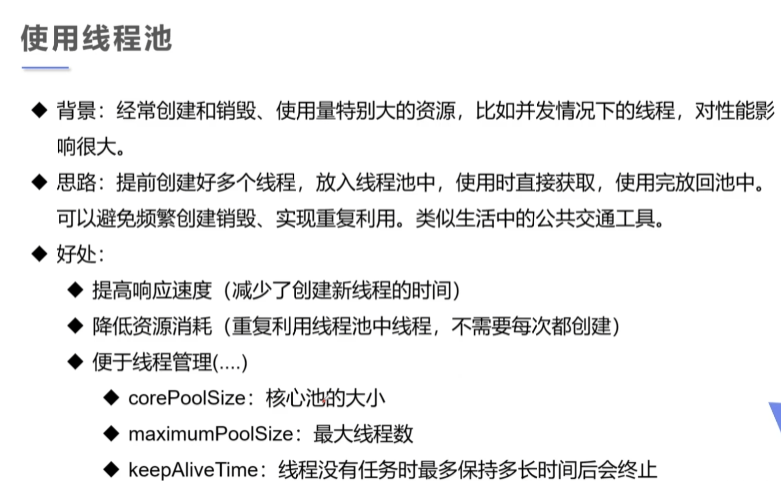 使用线程池
◆ 背景：经常创建和销毁、使用量特别大的资源，比如并发情况下的线程，对性能影
响很大。
◆ 思路：提前创建好多个线程，放入线程池中，使用时直接获取，使用完放回池中。
可以避免频繁创建销毁、实现重复利用。类似生活中的公共交通工具。
◆ 好处：
◆ 提高响应速度（减少了创建新线程的时间）
◆ 降低资源消耗（重复利用线程池中线程，不需要每次都创建）
◆ 便于线程管理(....)
◆ corePoolSize：核心池的大小
◆ maximumPoolSize：最大线程数
◆ keepAliveTime：线程没有任务时最多保持多长时间后会终止